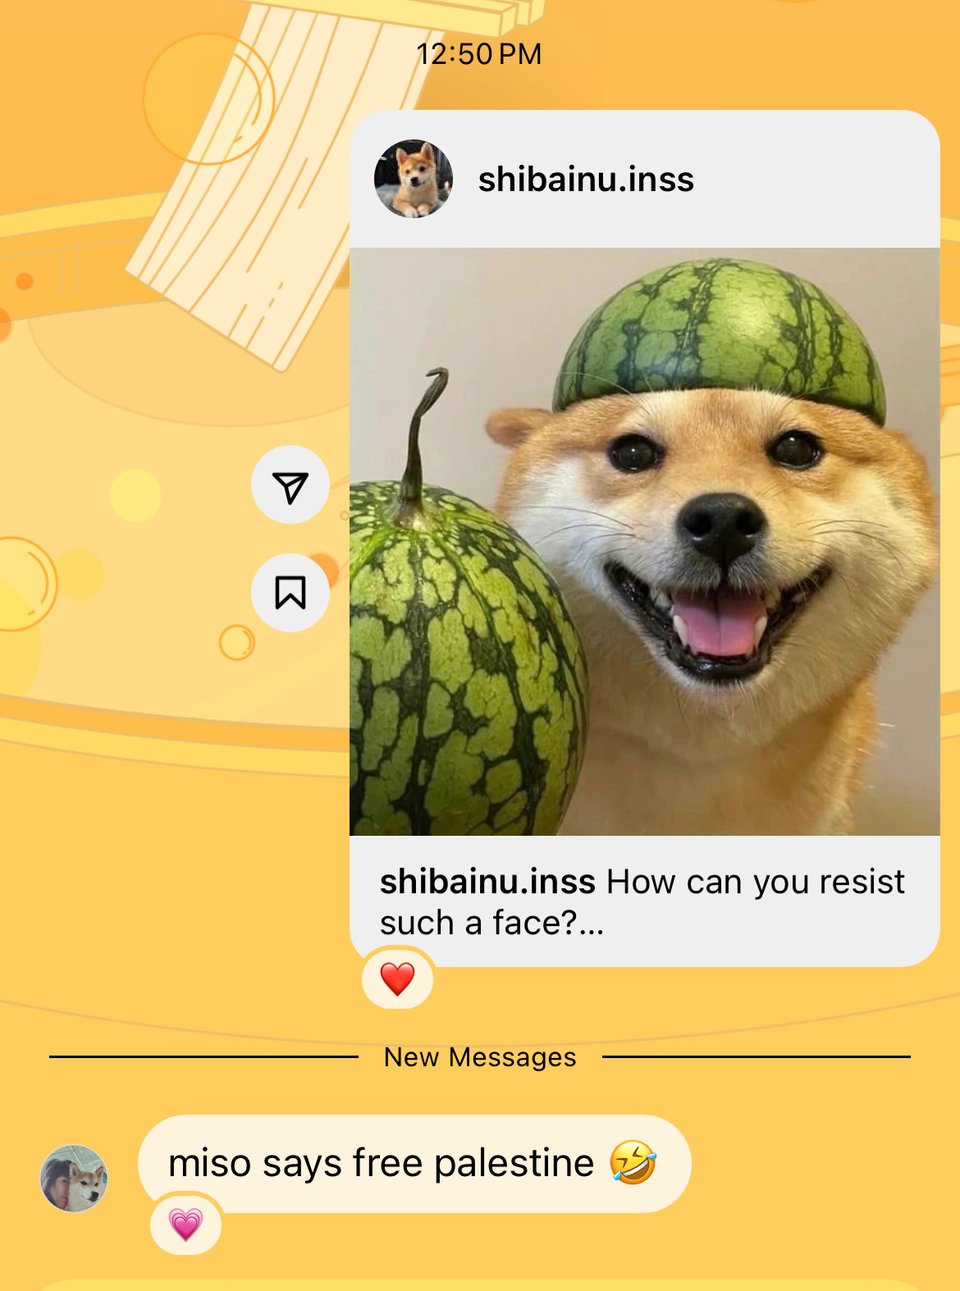 12:50 PM
shibainu.inss
shibainu.inss How can you resist
such a face?...
New Messages
miso says free palestine 🤣